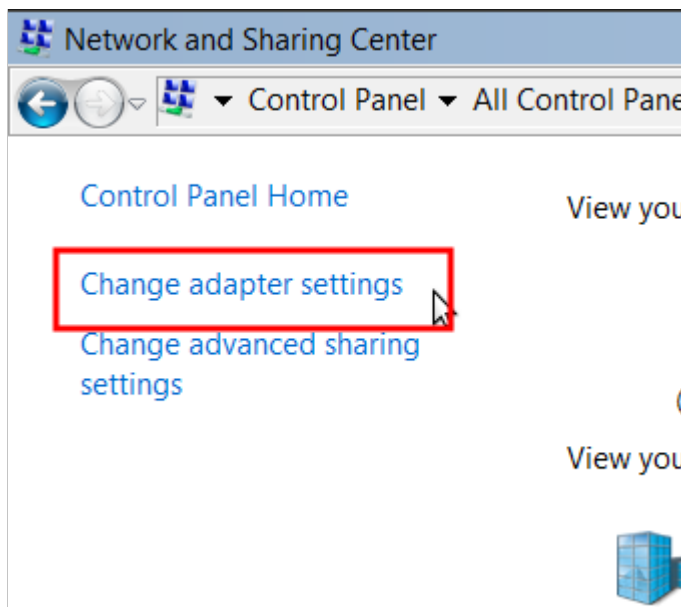 Network and Sharing Center
Control Panel All Control Pane
Control Panel Home
View you
Change adapter settings
Change advanced sharing
settings
View you